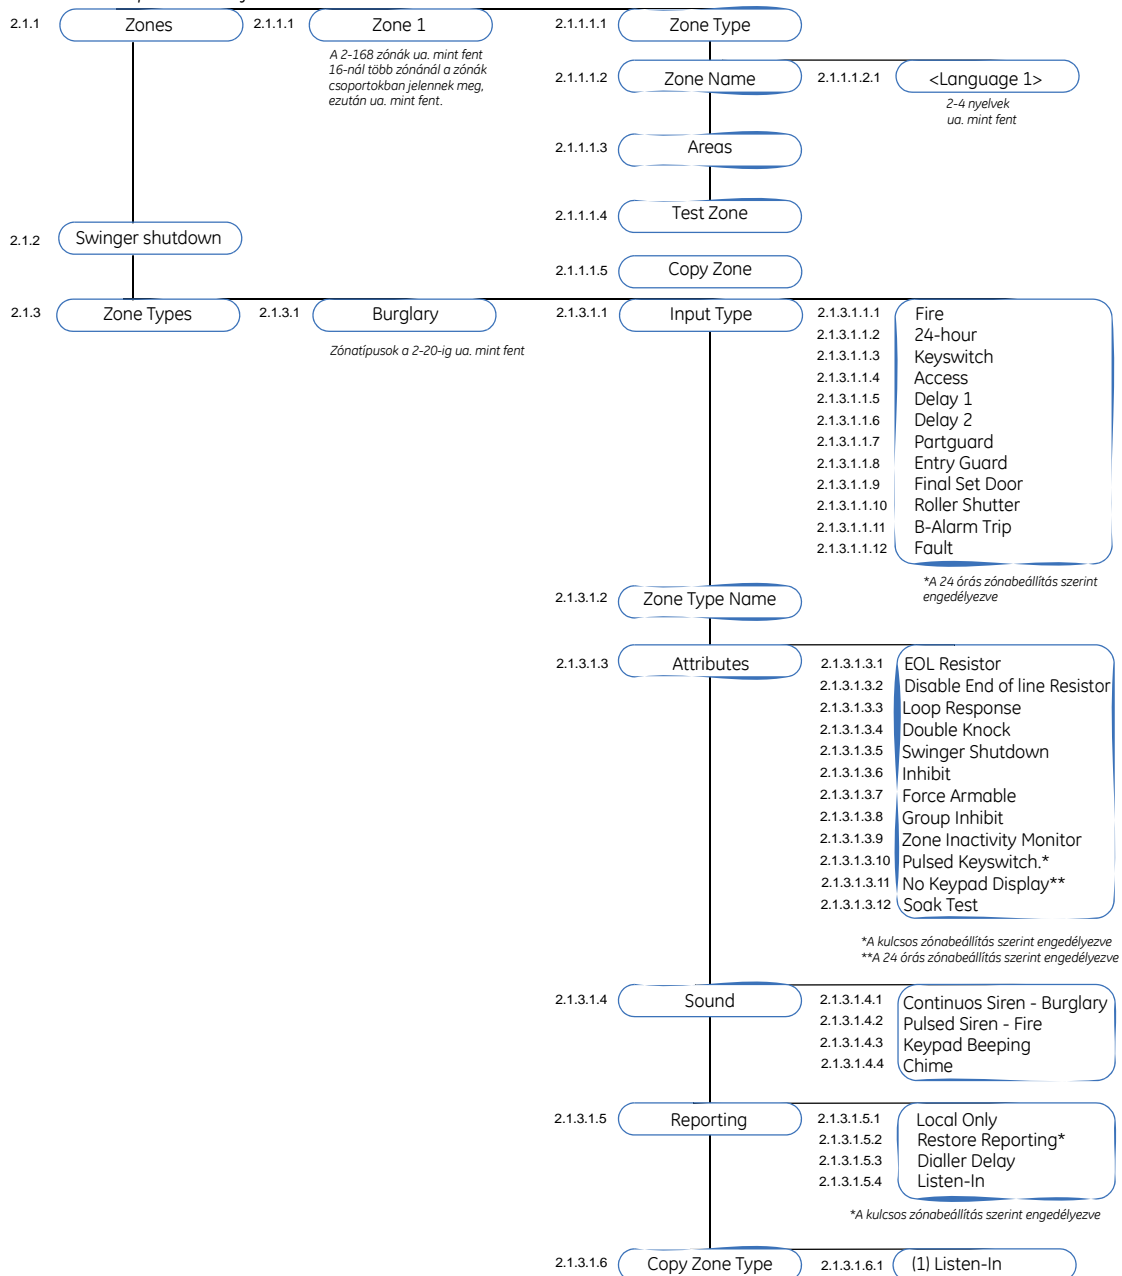 2.1.1 Zones 2.1.1.1 Zone 1 2.1.1.1.1 Zone Type
A 2-168 zónák ua. mint fent
16-nál több zónánál a zónák
csoportokban jelennek meg,
ezután ua. mint fent.
2.1.1.1.2 Zone Name 2.1.1.1.2.1 <Language 1>
2-4 nyelvek
ua. mint fent
2.1.1.1.3 Areas
2.1.1.1.4 Test Zone
2.1.2 Swinger shutdown
2.1.1.1.5 Copy Zone
2.1.3 Zone Types 2.1.3.1 Burglary 2.1.3.1.1 Input Type 2.1.3.1.1.1 Fire
Zónatípusok a 2-20-ig ua. mint fent
2.1.3.1.1.2 24-hour
2.1.3.1.1.3 Keyswitch
2.1.3.1.1.4 Access
2.1.3.1.1.5 Delay 1
2.1.3.1.1.6 Delay 2
2.1.3.1.1.7 Partguard
2.1.3.1.1.8 Entry Guard
2.1.3.1.1.9 Final Set Door
2.1.3.1.1.10 Roller Shutter
2.1.3.1.1.11 B-Alarm Trip
2.1.3.1.1.12 Fault
*A 24 órás zónabeállítás szerint
engedélyezve
2.1.3.1.2 Zone Type Name
2.1.3.1.3 Attributes 2.1.3.1.3.1 EOL Resistor
2.1.3.1.3.2 Disable End of line Resistor
2.1.3.1.3.3 Loop Response
2.1.3.1.3.4 Double Knock
2.1.3.1.3.5 Swinger Shutdown
2.1.3.1.3.6 Inhibit
2.1.3.1.3.7 Force Armable
2.1.3.1.3.8 Group Inhibit
2.1.3.1.3.9 Zone Inactivity Monitor
2.1.3.1.3.10 Pulsed Keyswitch.*
2.1.3.1.3.11 No Keypad Display**
2.1.3.1.3.12 Soak Test
*A kulcsos zónabeállítás szerint engedélyezve
**A 24 órás zónabeállítás szerint engedélyezve
2.1.3.1.4 Sound 2.1.3.1.4.1 Continuos Siren - Burglary
2.1.3.1.4.2 Pulsed Siren - Fire
2.1.3.1.4.3 Keypad Beeping
2.1.3.1.4.4 Chime
2.1.3.1.5 Reporting 2.1.3.1.5.1 Local Only
2.1.3.1.5.2 Restore Reporting*
2.1.3.1.5.3 Dialler Delay
2.1.3.1.5.4 Listen-In
*A kulcsos zónabeállítás szerint engedélyezve
2.1.3.1.6 Copy Zone Type 2.1.3.1.6.1 (1) Listen-In